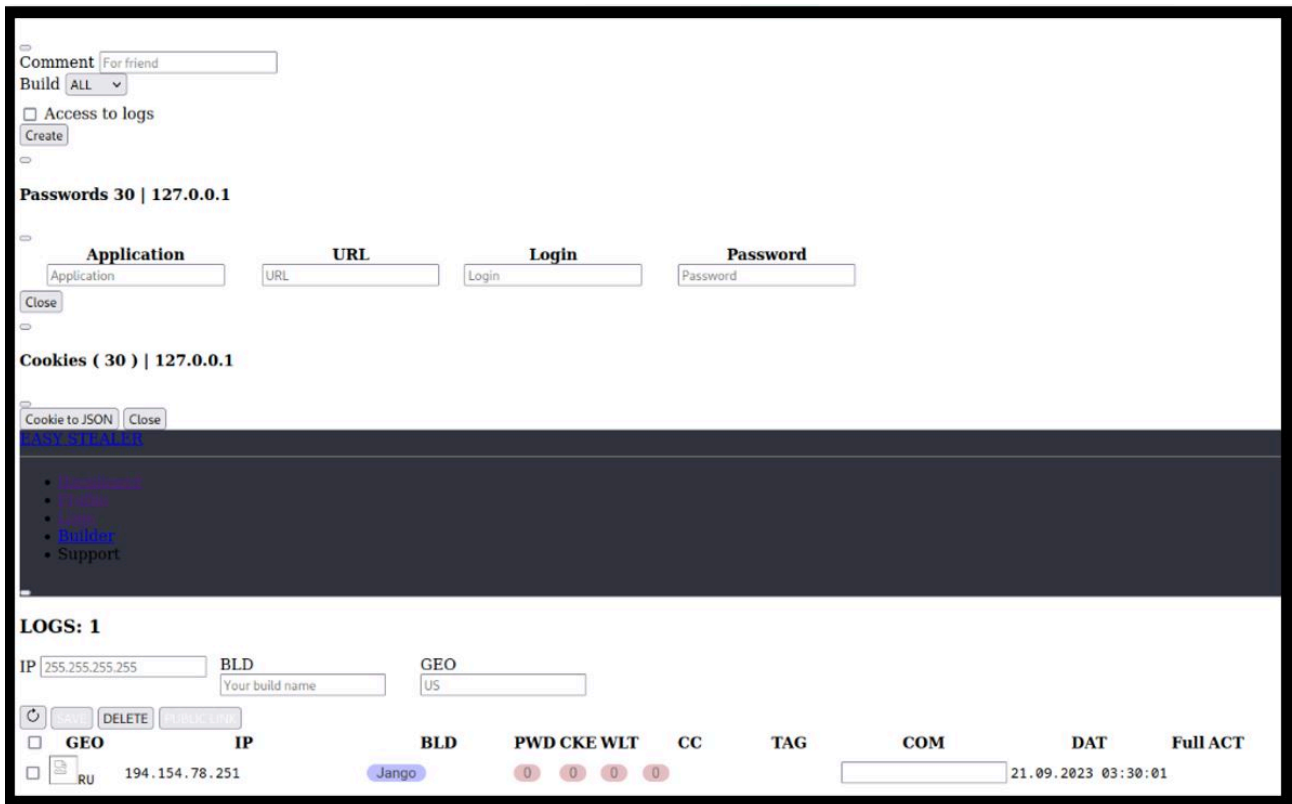 Comment For friend
Build ALL
Access to logs
Create
Passwords 30 | 127.0.0.1
Application URL Login Password
Application URL Login Password
Close
Cookies ( 30 ) | 127.0.0.1
Cookie to JSON Close
EASY STEALER
Builder
Support
LOGS: 1
IP 255.255.255.255 BLD GEO
Your build name US
SAVE DELETE PUBLIC LINK
GEO IP BLD PWD CKE WLT CC TAG COM DAT Full ACT
RU 194.154.78.251 Jango 0 0 0 0 21.09.2023 03:30:01